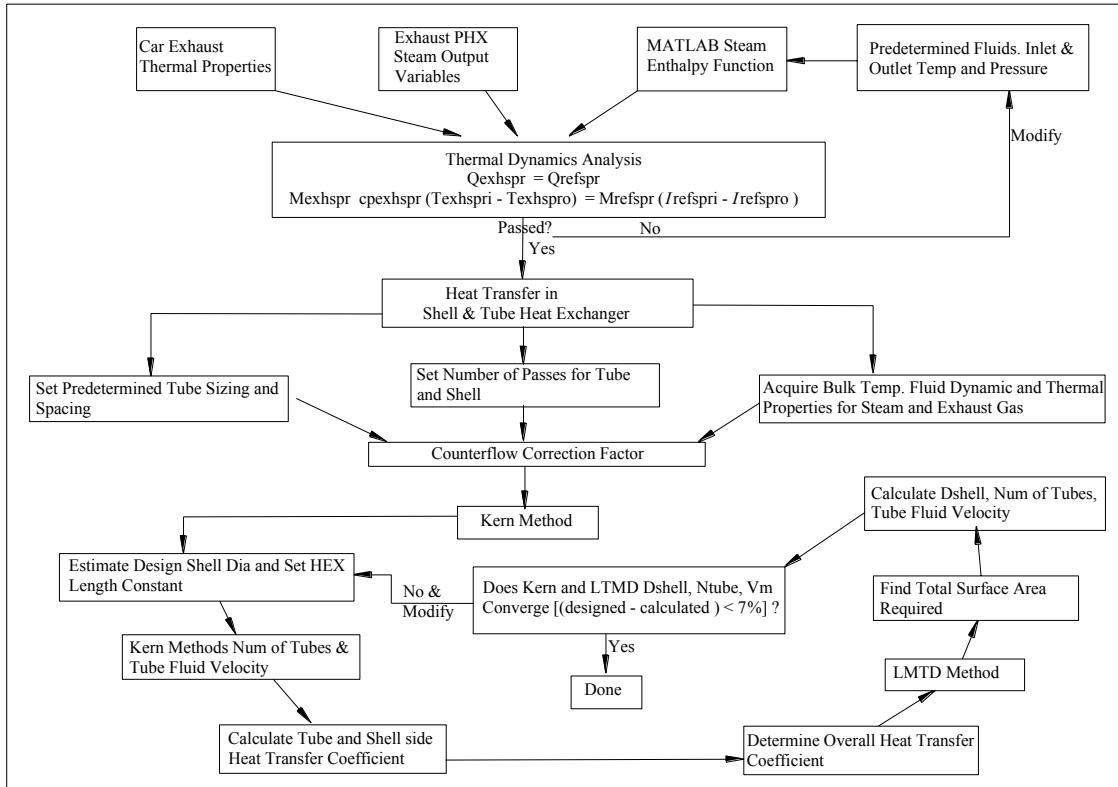 Car Exhaust
Thermal Properties
Exhaust PHX
Steam Output
Variables
MATLAB Steam
Enthalpy Function
Predetermined Fluids. Inlet &
Outlet Temp and Pressure
Modify
Thermal Dynamics Analysis
Qexhspr = Qrefspr
Mexhspr cpexhspr (Texhspri - Texhspro) = Mrefspr (Irefspri - Irefspro )
Passed?
No
Yes
Heat Transfer in
Shell & Tube Heat Exchanger
Set Predetermined Tube Sizing and
Spacing
Set Number of Passes for Tube
and Shell
Acquire Bulk Temp. Fluid Dynamic and Thermal
Properties for Steam and Exhaust Gas
Counterflow Correction Factor
Kern Method
Calculate Dshell, Num of Tubes,
Tube Fluid Velocity
Estimate Design Shell Dia and Set HEX
Length Constant
No &
Modify
Does Kern and LTMD Dshell, Ntube, Vm
Converge [(designed - calculated ) < 7%] ?
Find Total Surface Area
Required
Yes
Kern Methods Num of Tubes &
Tube Fluid Velocity
Done
LMTD Method
Calculate Tube and Shell side
Heat Transfer Coefficient
Determine Overall Heat Transfer
Coefficient